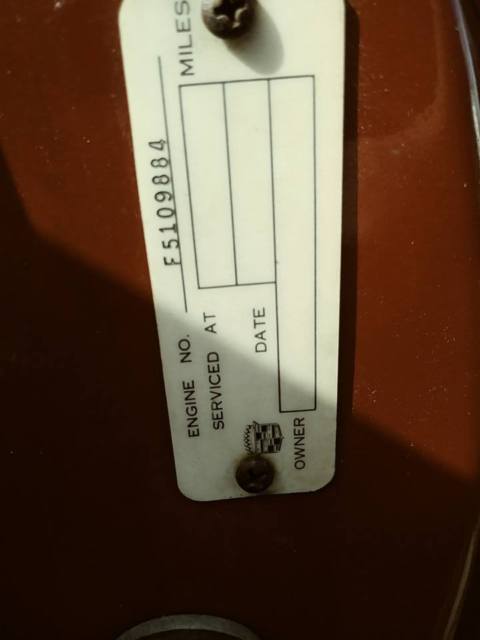 ENGINE NO. F5109884
SERVICED AT MILES
DATE
OWNER